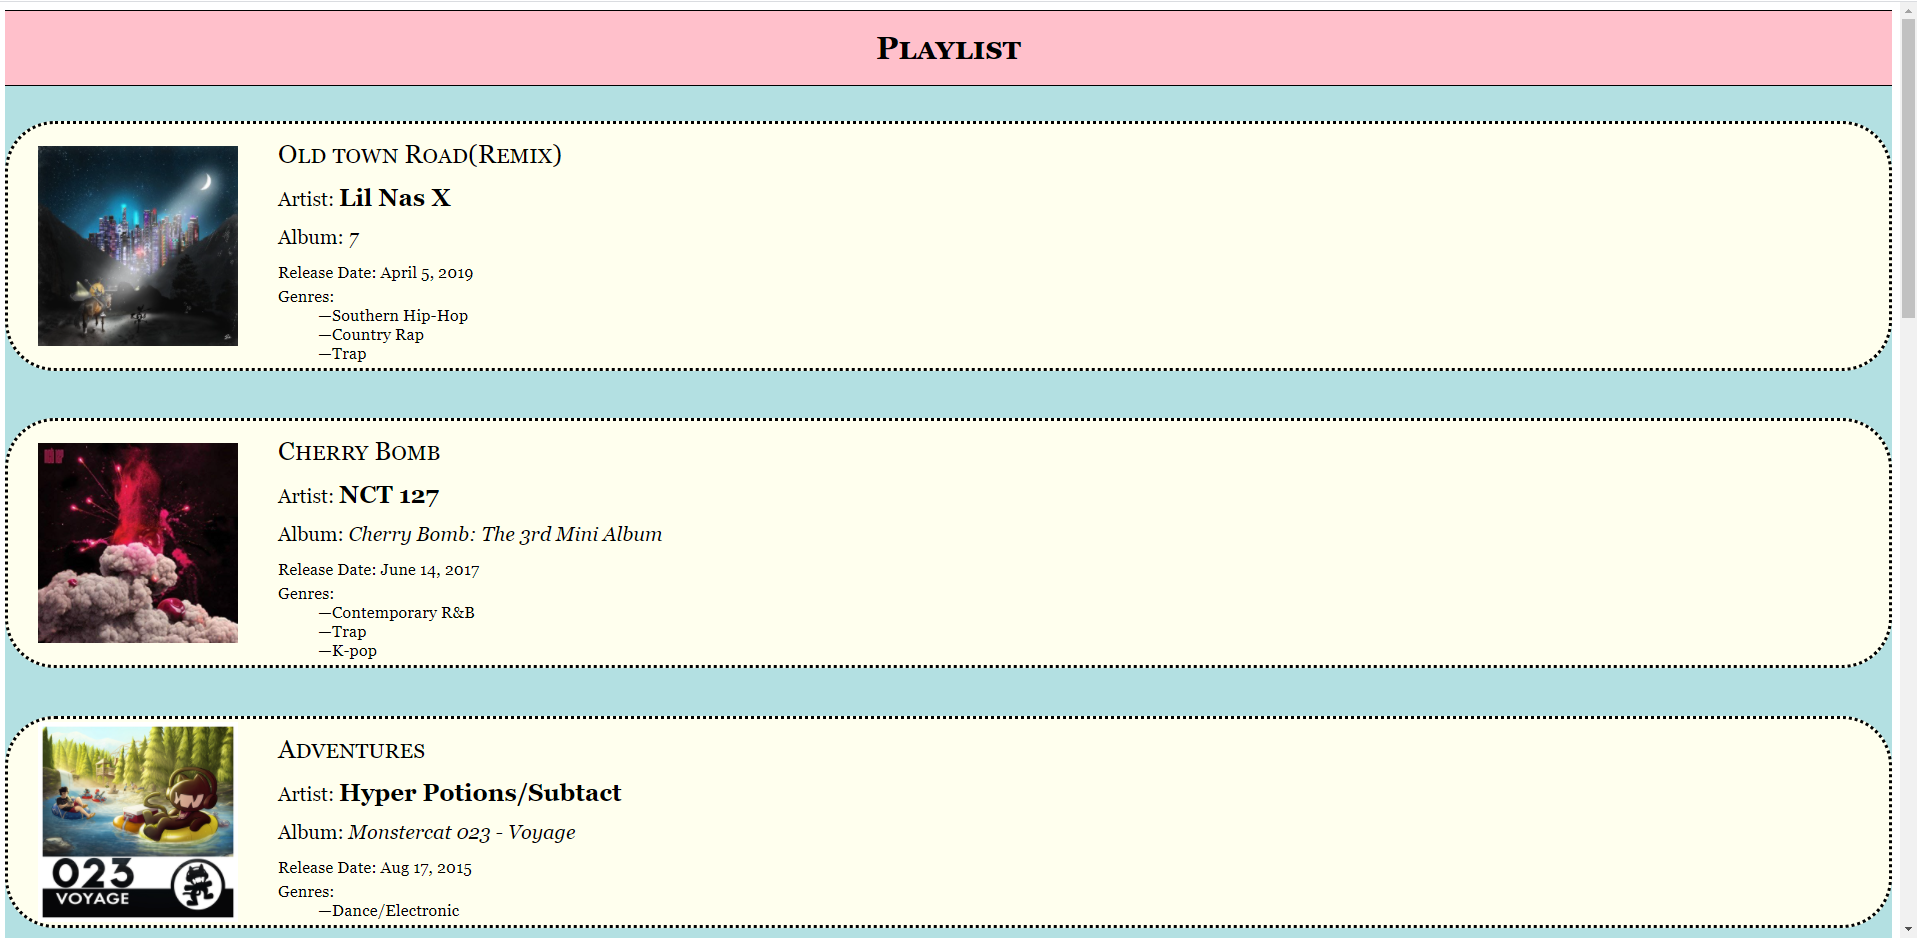 Playlist
Old town Road(Remix)
Artist: Lil Nas X
Album: 7
Release Date: April 5, 2019
Genres:
—Southern Hip-Hop
—Country Rap
—Trap
Cherry Bomb
Artist: NCT 127
Album: Cherry Bomb: The 3rd Mini Album
Release Date: June 14, 2017
Genres:
—Contemporary R&B
—Trap
—K-pop
023
VOYAGE
Adventures
Artist: Hyper Potions/Subtact
Album: Monstercat 023 - Voyage
Release Date: Aug 17, 2015
Genres:
—Dance/Electronic